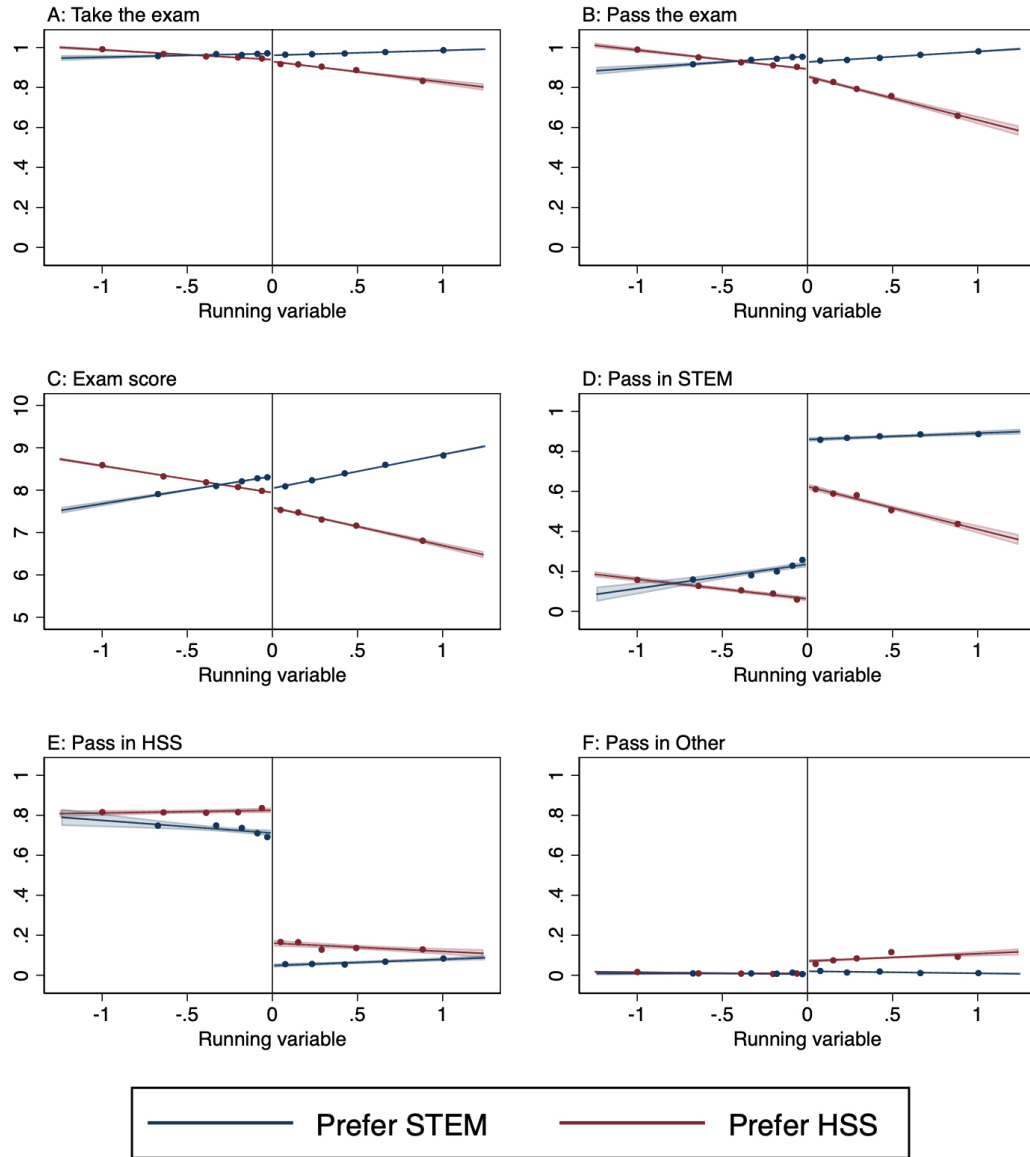 A: Take the exam
1
.8
.6
.4
.2
0
-1 -.5 0 .5 1
Running variable
B: Pass the exam
1
.8
.6
.4
.2
0
-1 -.5 0 .5 1
Running variable
C: Exam score
10
9
8
7
6
5
-1 -.5 0 .5 1
Running variable
D: Pass in STEM
1
.8
.6
.4
.2
0
-1 -.5 0 .5 1
Running variable
E: Pass in HSS
1
.8
.6
.4
.2
0
-1 -.5 0 .5 1
Running variable
F: Pass in Other
1
.8
.6
.4
.2
0
-1 -.5 0 .5 1
Running variable
Prefer STEM Prefer HSS